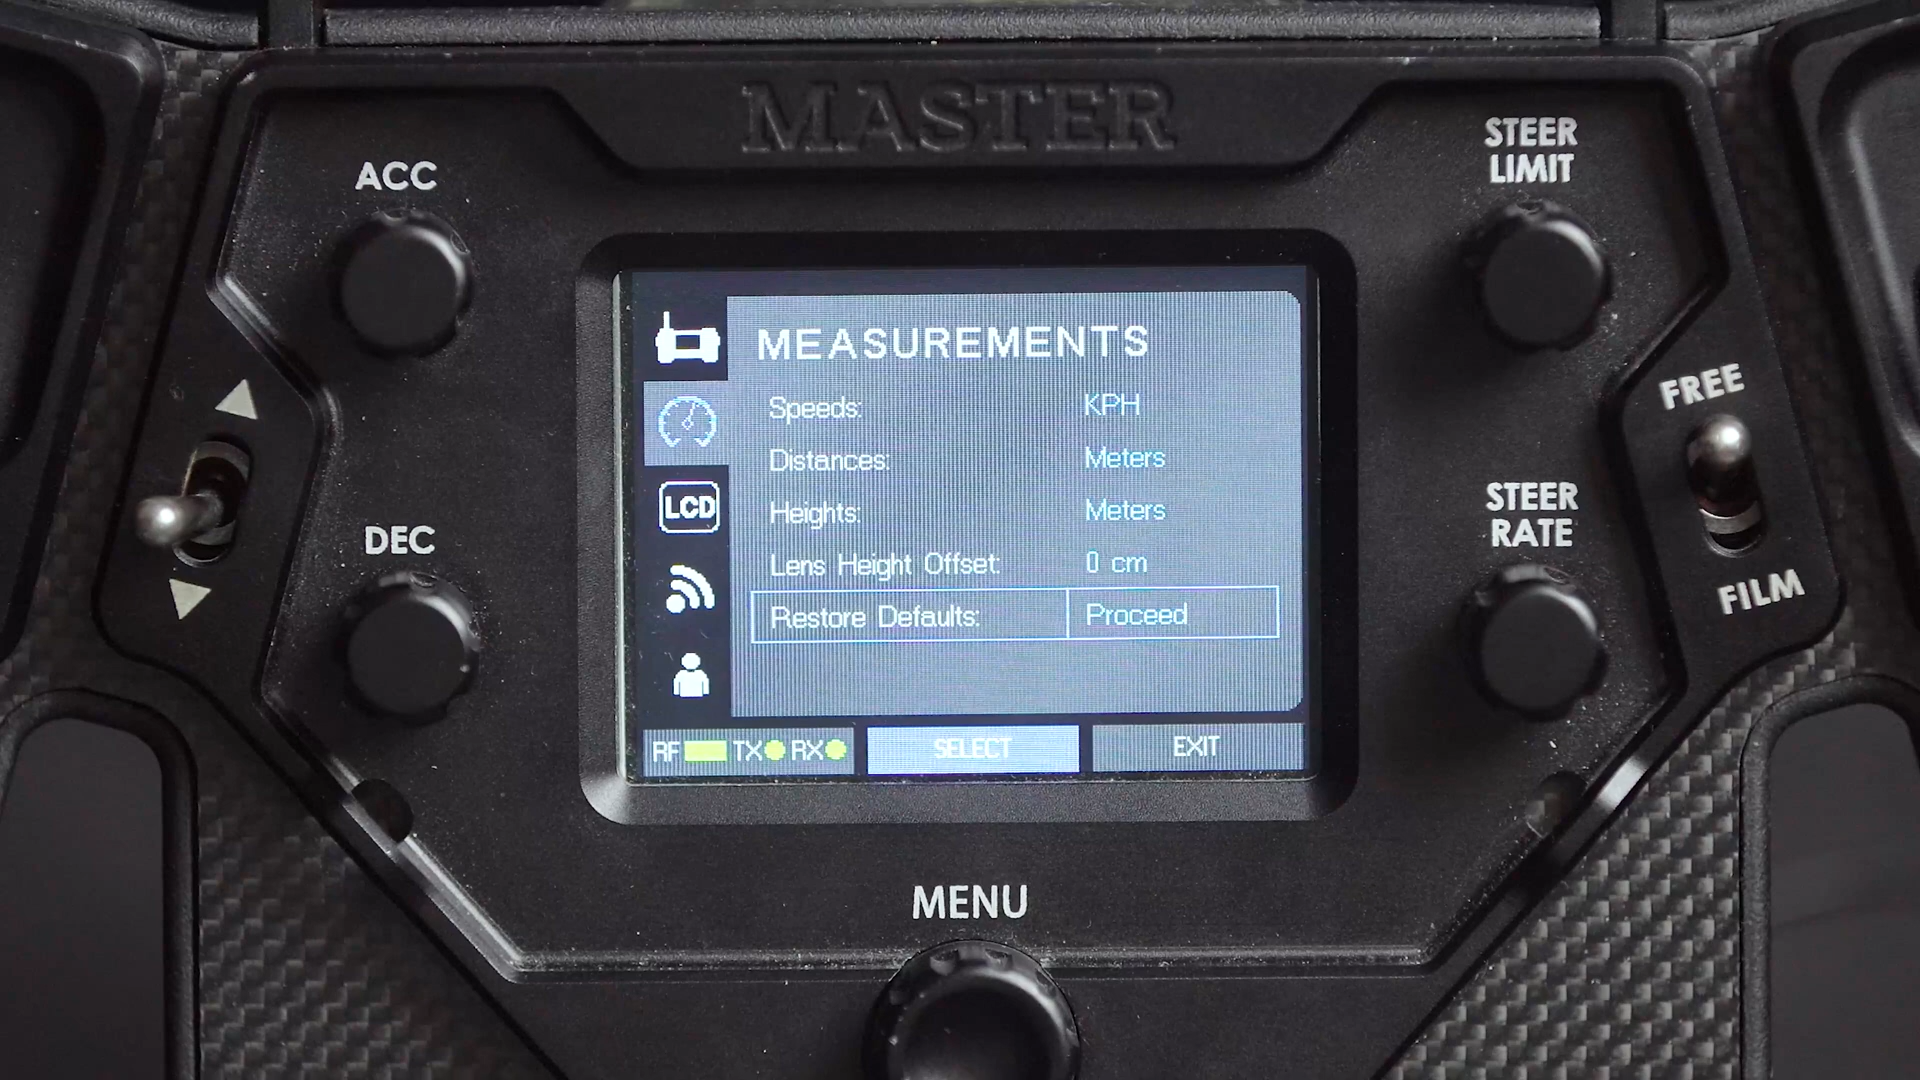 MASTER
ACC
STEER
LIMIT
MEASUREMENTS
Speeds: KPH
Distances: Meters
Heights: Meters
Lens Height Offset: 0 cm
Restore Defaults: Proceed
LCD
RF TX RX
SELECT
EXIT
DEC
FREE
STEER
RATE
FILM
MENU